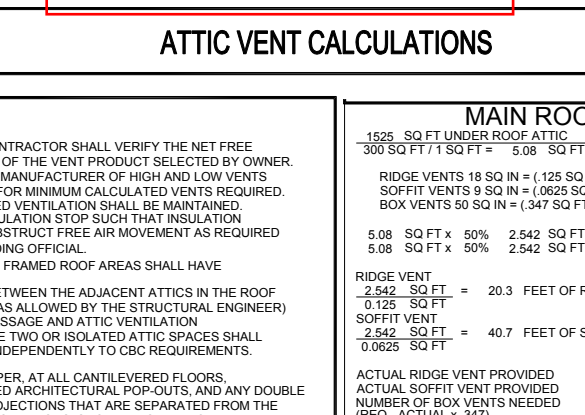 ATTIC VENT CALCULATIONS
NTRACTOR SHALL VERIFY THE NET FREE
OF THE VENT PRODUCT SELECTED BY OWNER.
MANUFACTURER OF HIGH AND LOW VENTS
FOR MINIMUM CALCULATED VENTS REQUIRED.
ED VENTILATION SHALL BE MAINTAINED.
ULATION STOP SUCH THAT INSULATION
BSTRUCT FREE AIR MOVEMENT AS REQUIRED
DING OFFICIAL.
FRAMED ROOF AREAS SHALL HAVE
ETWEEN THE ADJACENT ATTICS IN THE ROOF
AS ALLOWED BY THE STRUCTURAL ENGINEER)
SSAGE AND ATTIC VENTILATION
E TWO OR ISOLATED ATTIC SPACES SHALL
NDEPENDENTLY TO CBC REQUIREMENTS.
PER, AT ALL CANTILEVERED FLOORS,
ED ARCHITECTURAL POP-OUTS, AND ANY DOUBLE
OJECTIONS THAT ARE SEPARATED FROM THE
MAIN ROO
1525 SQ FT UNDER ROOF ATTIC
300 SQ FT / 1 SQ FT = 5.08 SQ FT
RIDGE VENTS 18 SQ IN = (.125 SQ
SOFFIT VENTS 9 SQ IN = (.0625 SQ
BOX VENTS 50 SQ IN = (.347 SQ FT
5.08 SQ FT x 50% 2.542 SQ FT
5.08 SQ FT x 50% 2.542 SQ FT
RIDGE VENT
2.542 SQ FT = 20.3 FEET OF R
0.125 SQ FT
SOFFIT VENT
2.542 SQ FT = 40.7 FEET OF S
0.0625 SQ FT
ACTUAL RIDGE VENT PROVIDED
ACTUAL SOFFIT VENT PROVIDED
NUMBER OF BOX VENTS NEEDED
(REQ - ACTUAL x .347)